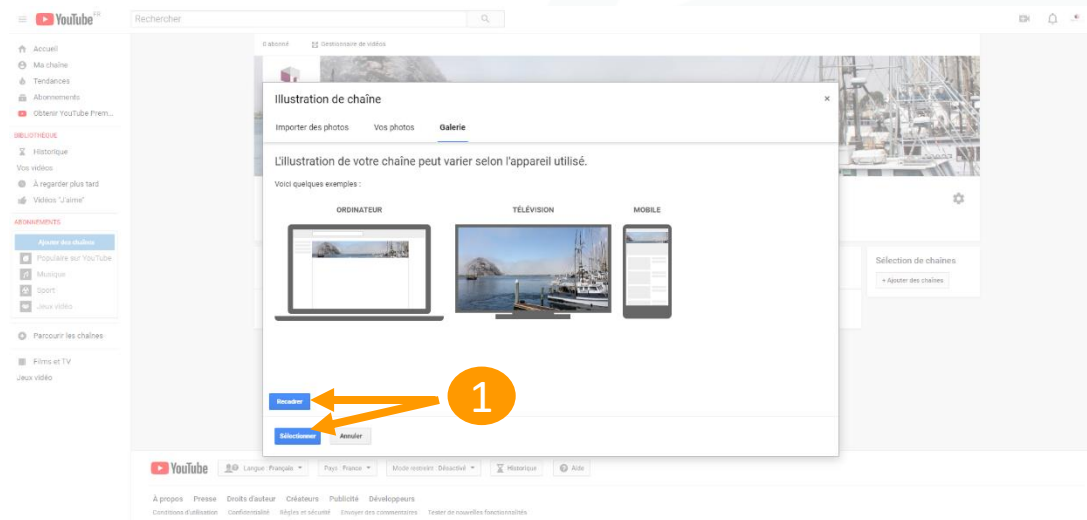 YouTube FR
Rechercher
Accueil
Ma chaîne
Tendances
Abonnements
Obtenir YouTube Prem...
BIBLIOTHÈQUE
Historique
Vos vidéos
À regarder plus tard
Vidéos "J'aime"
ABONNEMENTS
Ajouter des chaînes
Populaire sur YouTube
Musique
Sport
Jeux vidéo
Parcourir les chaînes
Films et TV
Jeux vidéo
0 abonné Gestionnaire de vidéos
Illustration de chaîne ×
Importer des photos Vos photos Galerie
L'illustration de votre chaîne peut varier selon l'appareil utilisé.
Voici quelques exemples :
ORDINATEUR TÉLÉVISION MOBILE
Recadrer
1
Sélectionner Annuler
Sélection de chaînes
+ Ajouter des chaînes
YouTube Langue : Français Pays : France Mode restreint : Désactivé Historique Aide
À propos Presse Droits d'auteur Créateurs Publicité Développeurs
Conditions d'utilisation Confidentialité Règles et sécurité Envoyer des commentaires Tester de nouvelles fonctionnalités